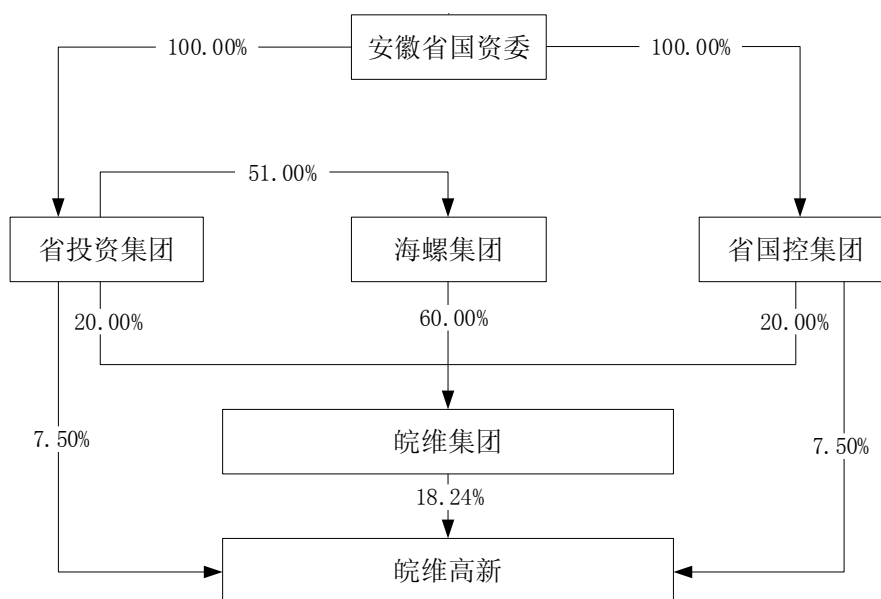 安徽省国资委
100.00%
100.00%
51.00%
省投资集团
海螺集团
省国控集团
20.00%
60.00%
20.00%
皖维集团
7.50%
7.50%
18.24%
皖维高新